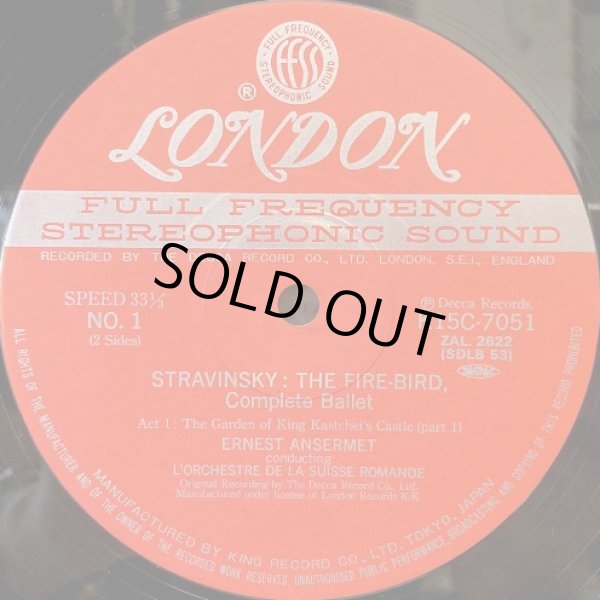 FULL FREQUENCY
ffss
STEREOPHONIC SOUND
® LONDON
FULL FREQUENCY
STEREOPHONIC SOUND
RECORDED BY THE DECCA RECORD CO., LTD. LONDON, S.E.I., ENGLAND
SOLD OUT
SPEED 33⅓
NO. 1
(2 Sides)
Ⓟ Decca Records.
15C-7051
ZAL. 2622
(SDLB 53)
KING
STRAVINSKY: THE FIRE-BIRD,
Complete Ballet
Act 1: The Garden of King Kastchei's Castle (part 1)
ERNEST ANSERMET
conducting
L'ORCHESTRE DE LA SUISSE ROMANDE
Original Recording by The Decca Record Co., Ltd.
Manufactured under license of London Records K.K.
MANUFACTURED BY KING RECORD CO., LTD. TOKYO, JAPAN
ALL RIGHTS OF THE MANUFACTURER AND OF THE OWNER OF THE RECORDED WORK RESERVED, UNAUTHORISED PUBLIC PERFORMANCE, BROADCASTING AND COPYING OF THIS RECORD PROHIBITED